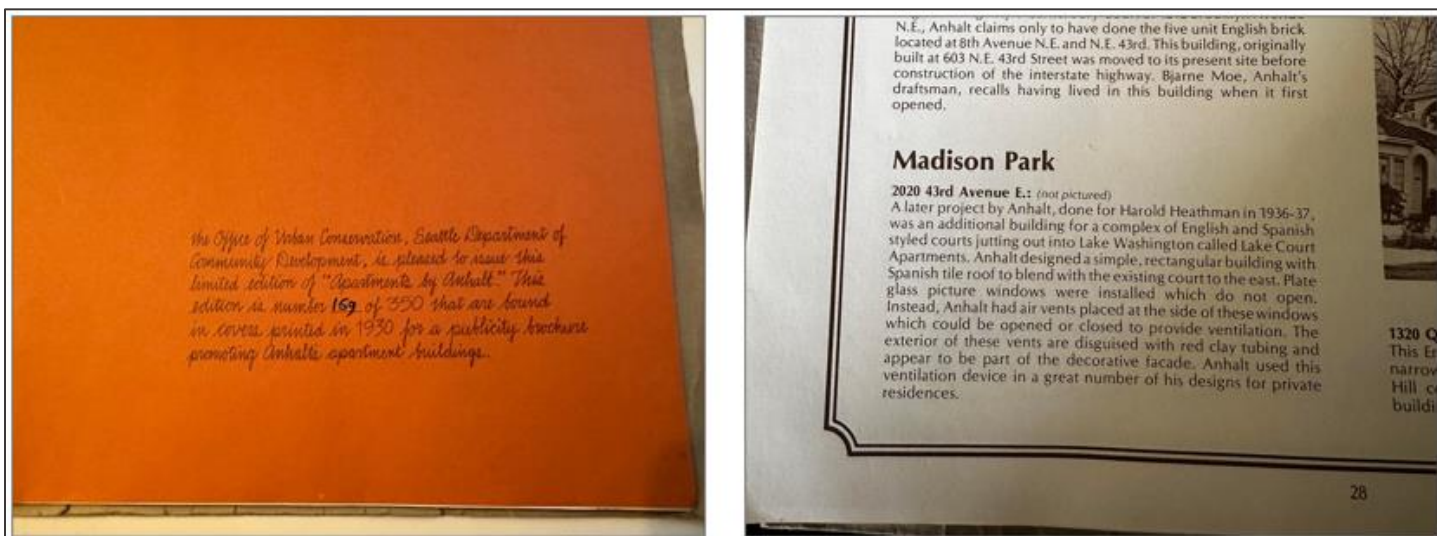 the Office of Urban Conservation, Seattle Department of
Community Development, is pleased to issue this
limited edition of "Apartments by Anhalt." This
edition is number 159 of 350 that are bound
in covers printed in 1930 for a publicity brochure
promoting Anhalts apartment buildings.
N.E., Anhalt claims only to have done the five unit English brick
located at 8th Avenue N.E. and N.E. 43rd. This building, originally
built at 603 N.E. 43rd Street was moved to its present site before
construction of the interstate highway. Bjarne Moe, Anhalt's
draftsman, recalls having lived in this building when it first
opened.
Madison Park
2020 43rd Avenue E.: (not pictured)
A later project by Anhalt, done for Harold Heathman in 1936-37,
was an additional building for a complex of English and Spanish
styled courts jutting out into Lake Washington called Lake Court
Apartments. Anhalt designed a simple, rectangular building with
Spanish tile roof to blend with the existing court to the east. Plate
glass picture windows were installed which do not open.
Instead, Anhalt had air vents placed at the side of these windows
which could be opened or closed to provide ventilation. The
exterior of these vents are disguised with red clay tubing and
appear to be part of the decorative facade. Anhalt used this
ventilation device in a great number of his designs for private
residences.
1320 Q
This En
narrow
Hill c
buildi
28